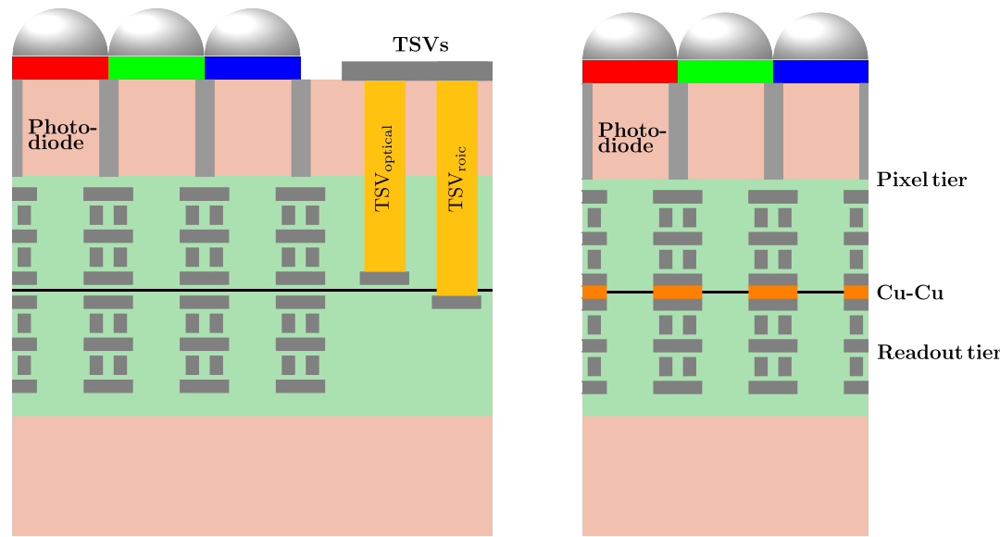 TSVs
Photo-
diode
TSVoptical
TSVroic
Photo-
diode
Pixel tier
Cu-Cu
Readout tier